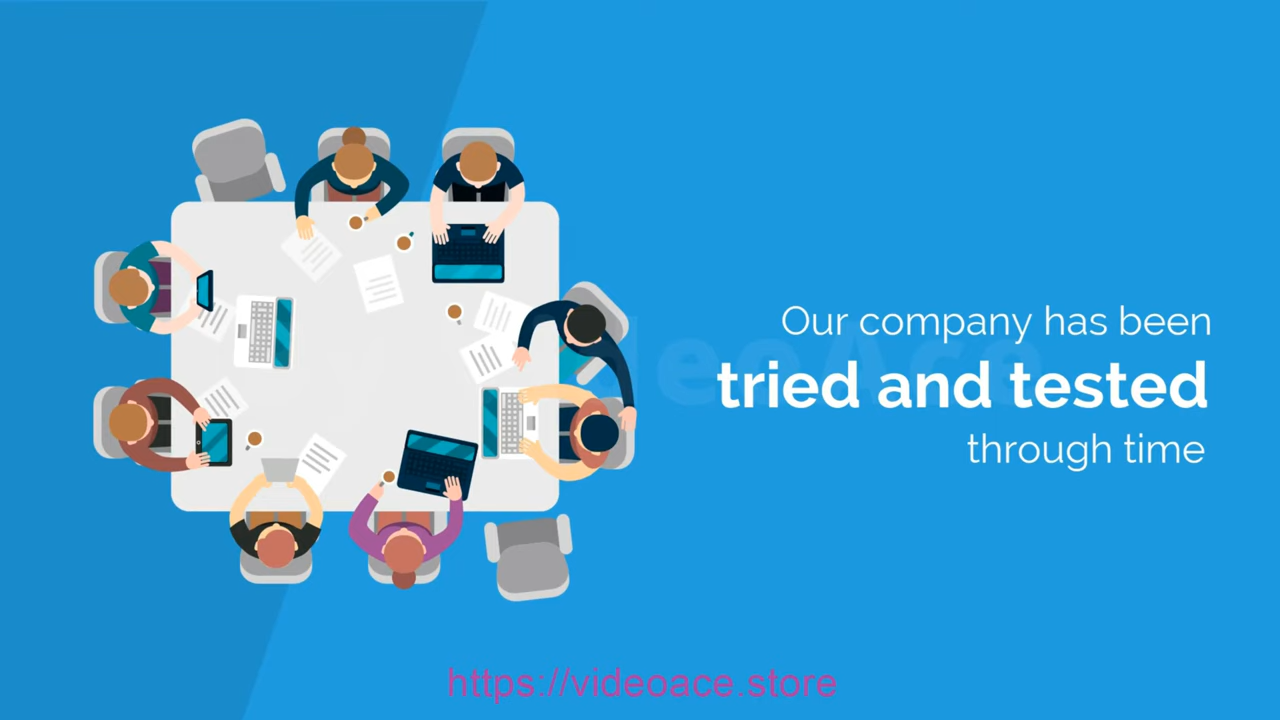 Our company has been
tried and tested
through time
https://videoace.store